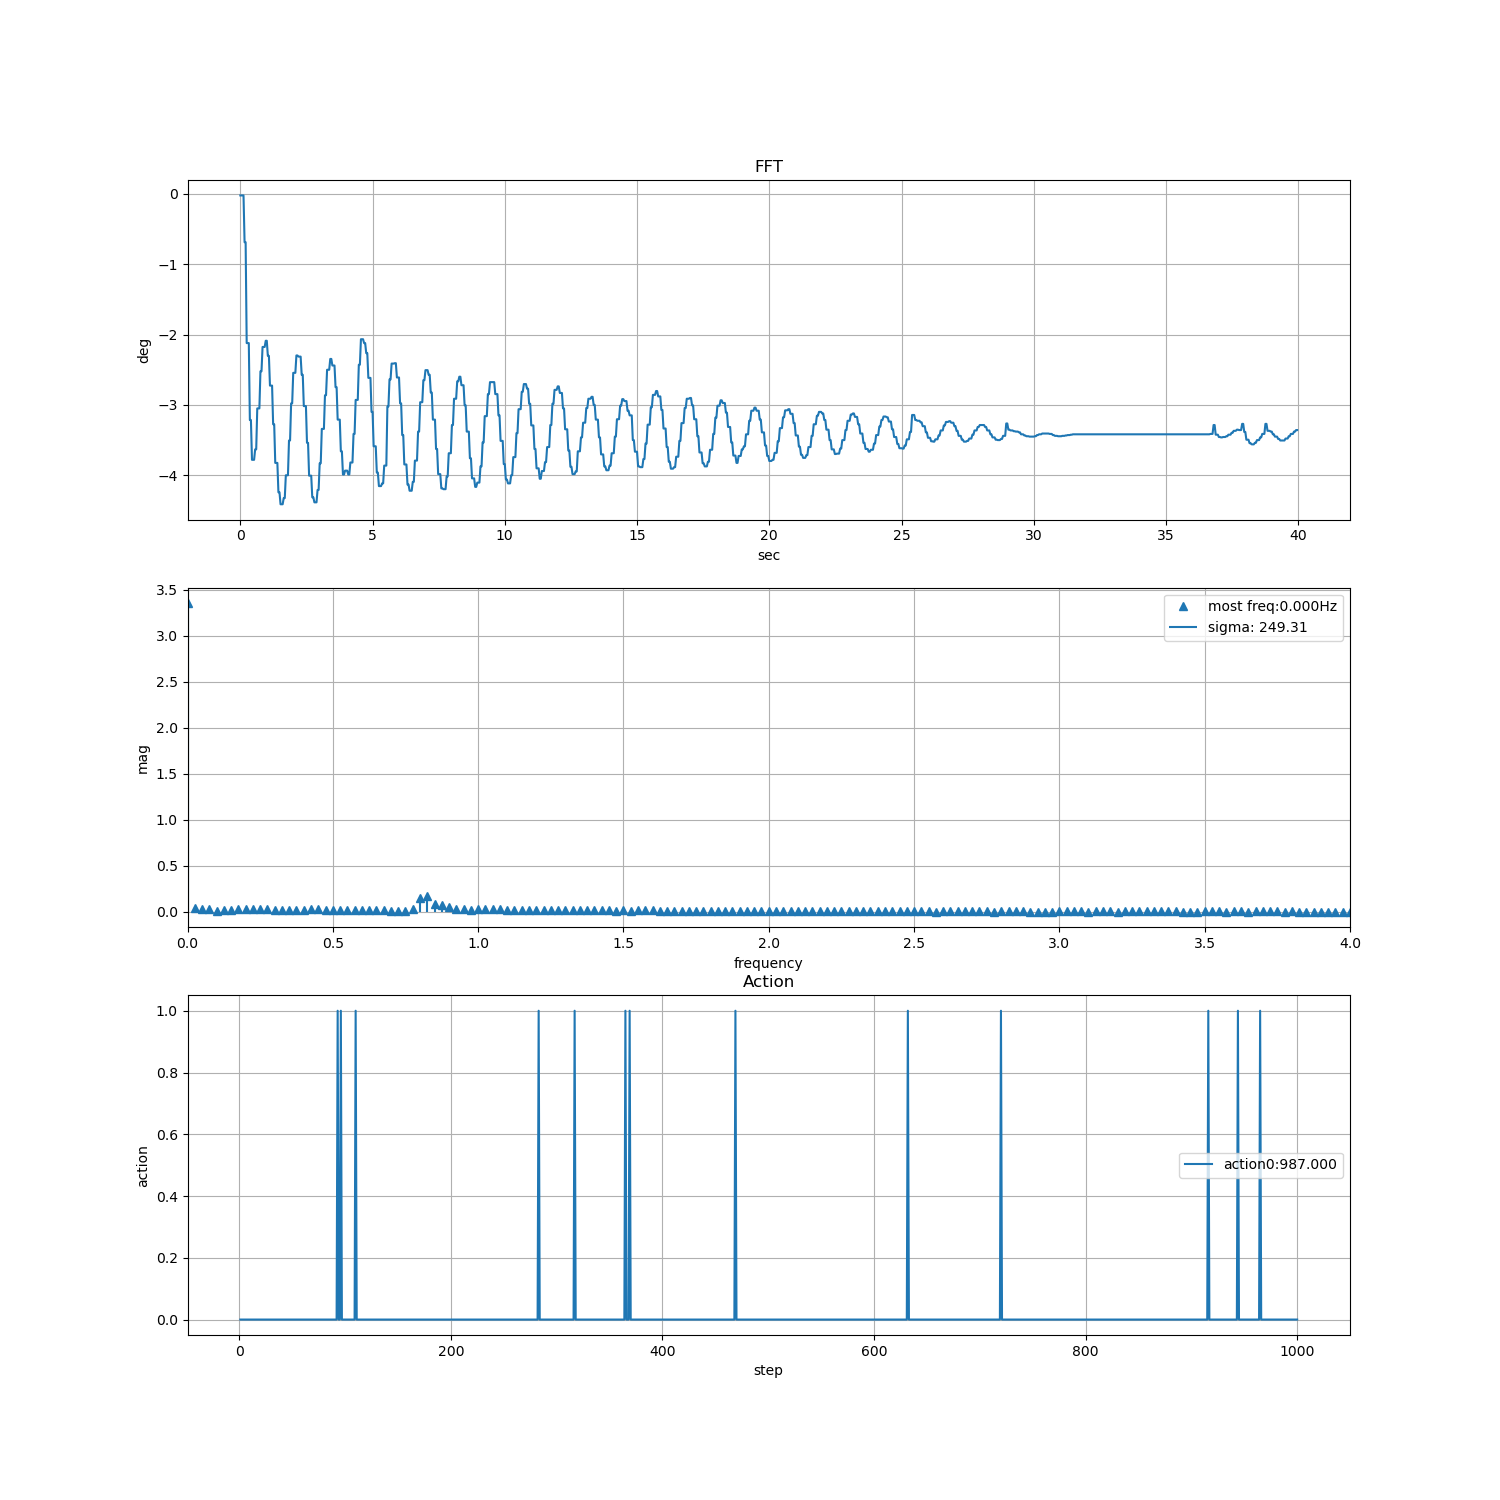 FFT
0
−1
−2
−3
−4
deg
0 5 10 15 20 25 30 35 40
sec
3.5
3.0
2.5
2.0
1.5
1.0
0.5
0.0
mag
most freq:0.000Hz
sigma: 249.31
0.0 0.5 1.0 1.5 2.0 2.5 3.0 3.5 4.0
frequency
Action
1.0
0.8
0.6
0.4
0.2
0.0
action
action0:987.000
0 200 400 600 800 1000
step